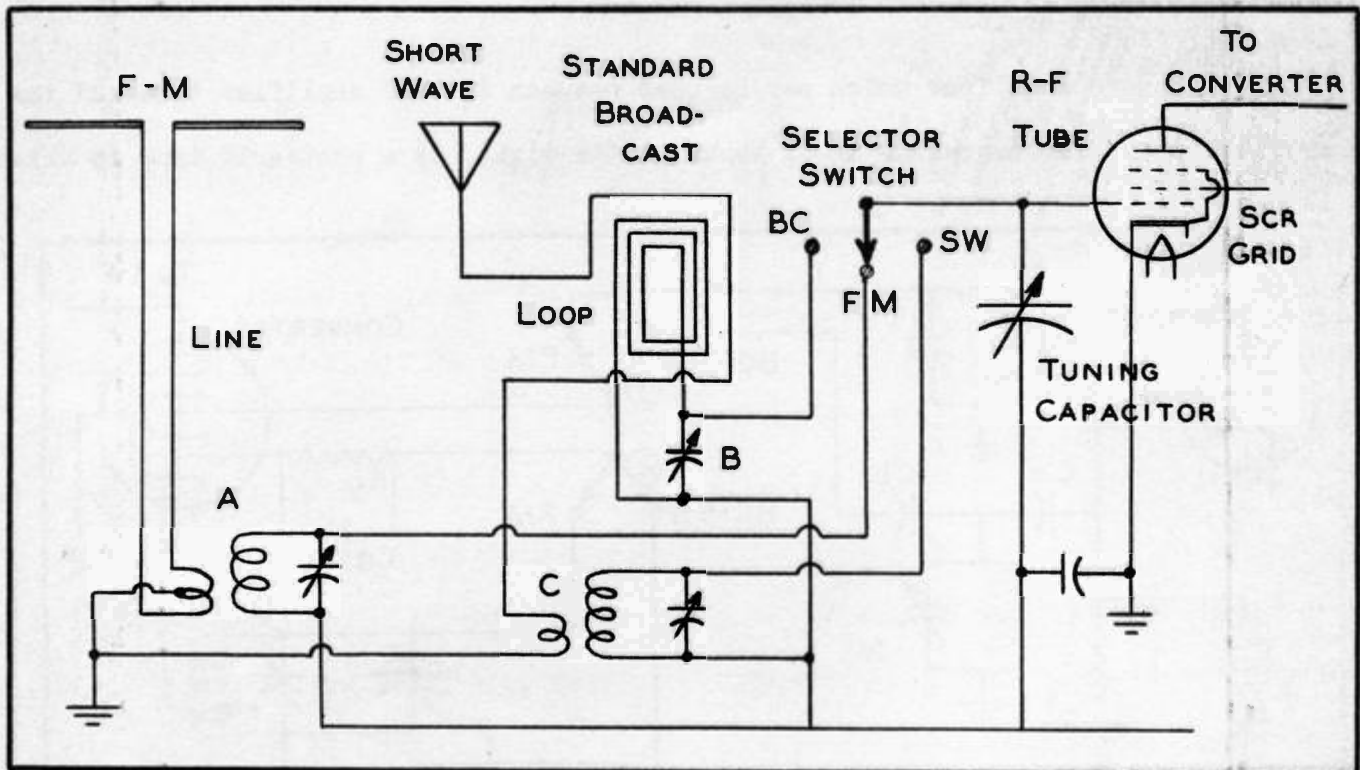 F-M
SHORT
WAVE
STANDARD
BROAD-
CAST
SELECTOR
SWITCH
R-F
TUBE
TO
CONVERTER
BC
SW
FM
SCR
GRID
LOOP
LINE
TUNING
CAPACITOR
A
B
C